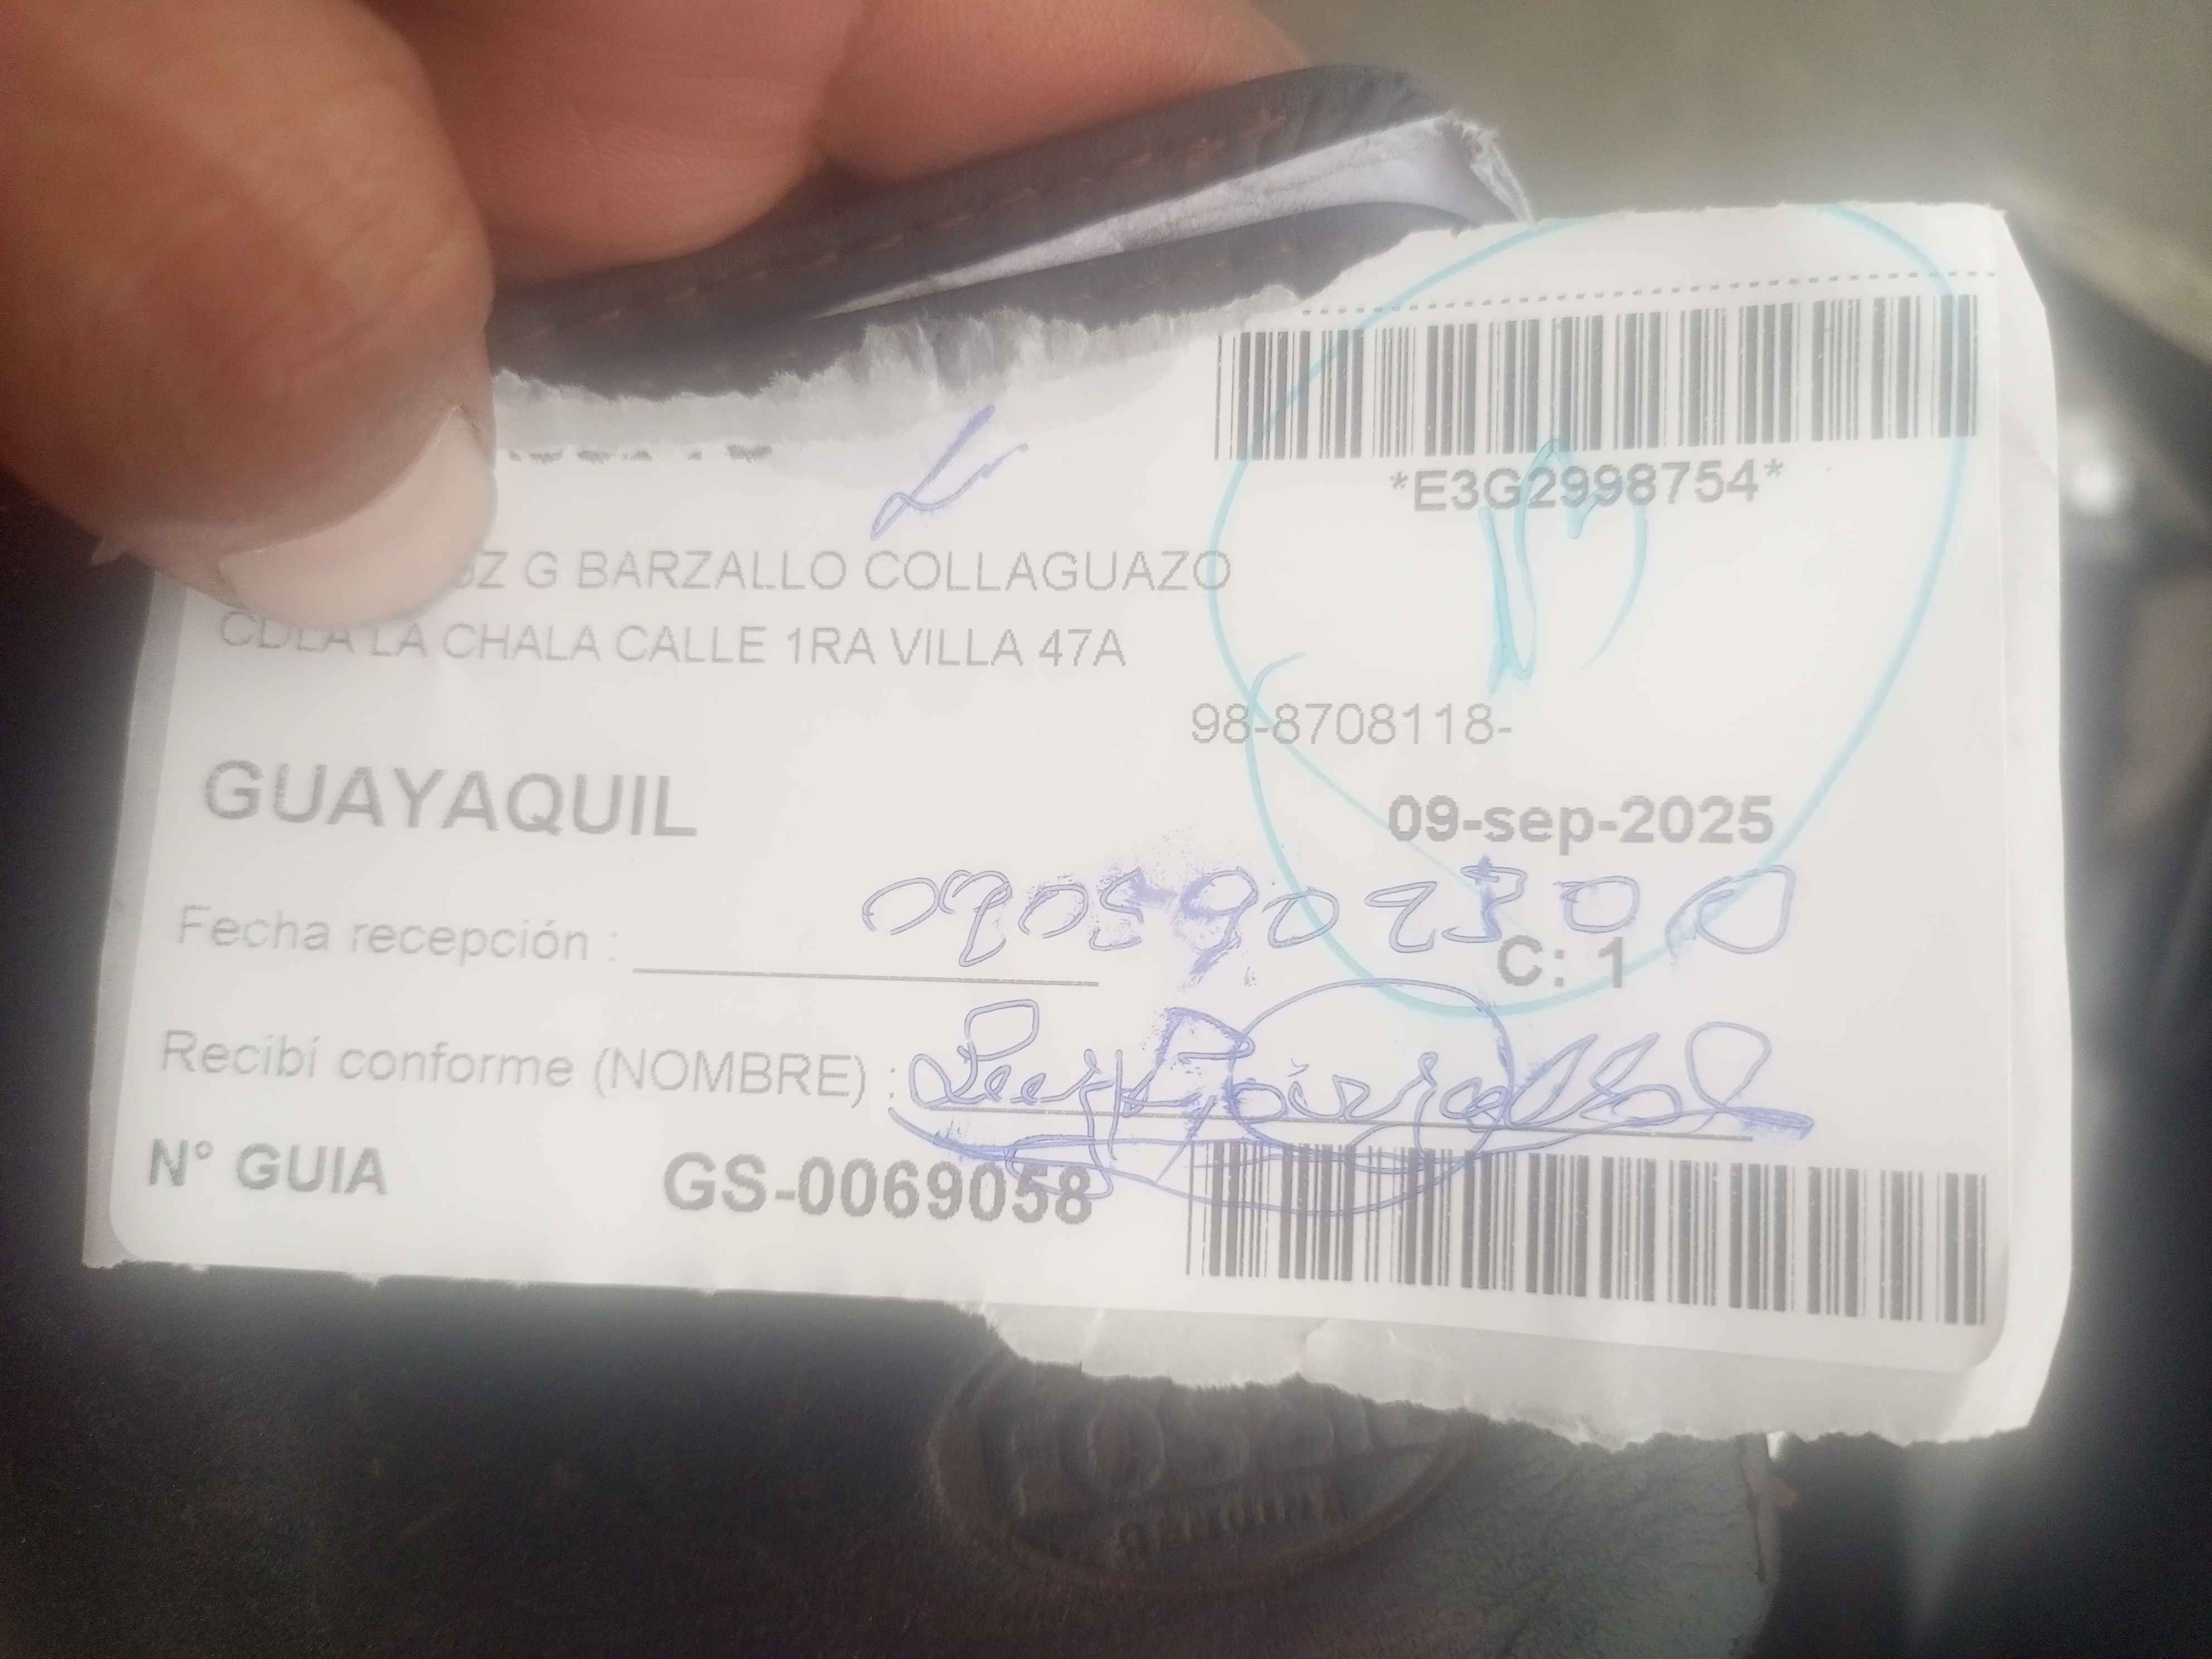 *E3G2998754*
G BARZALLO COLLAGUAZO
CDLA LA CHALA CALLE 1RA VILLA 47A
98-8708118-
GUAYAQUIL
09-sep-2025
Fecha recepción :
C: 1
Recibí conforme (NOMBRE) :
N° GUIA GS-0069058